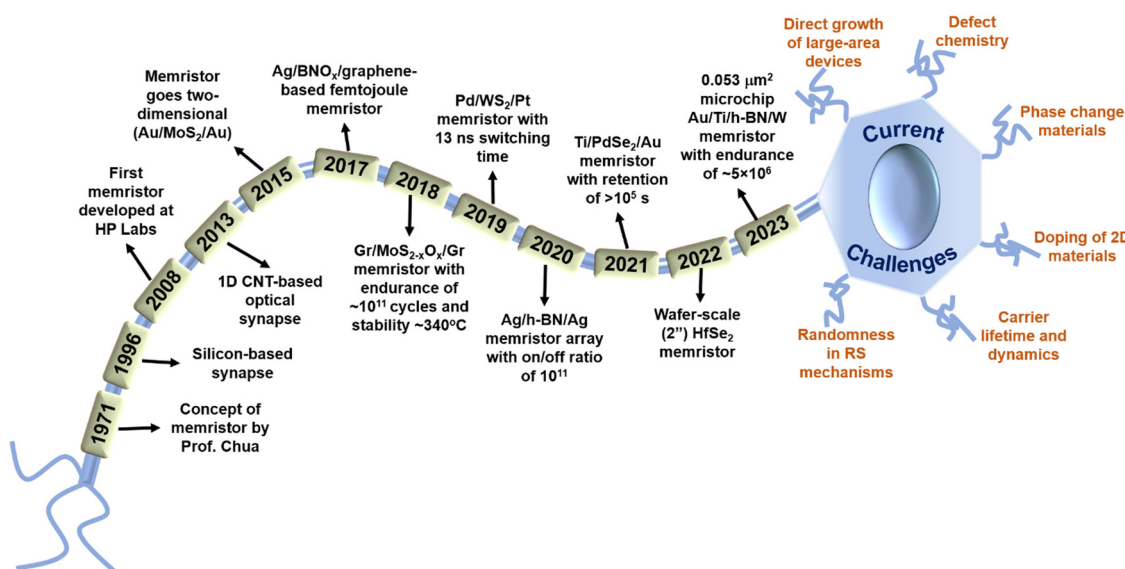 1971
Concept of
memristor by
Prof. Chua
1996
Silicon-based
synapse
2008
First
memristor
developed at
HP Labs
2013
1D CNT-based
optical
synapse
2015
Memristor
goes two-
dimensional
(Au/MoS₂/Au)
2017
Ag/BNOₓ/graphene-
based femtojoule
memristor
2018
Gr/MoS₂₋ₓOₓ/Gr
memristor with
endurance of
~10¹¹ cycles and
stability ~340ºC
2019
Pd/WS₂/Pt
memristor with
13 ns switching
time
2020
Ag/h-BN/Ag
memristor array
with on/off ratio
of 10¹¹
2021
Ti/PdSe₂/Au
memristor
with retention
of >10⁵ s
2022
Wafer-scale
(2”) HfSe₂
memristor
2023
0.053 µm²
microchip
Au/Ti/h-BN/W
memristor
with endurance
of ~5×10⁶
Current
Challenges
Direct growth
of large-area
devices
Defect
chemistry
Phase change
materials
Doping of 2D
materials
Carrier
lifetime and
dynamics
Randomness
in RS
mechanisms